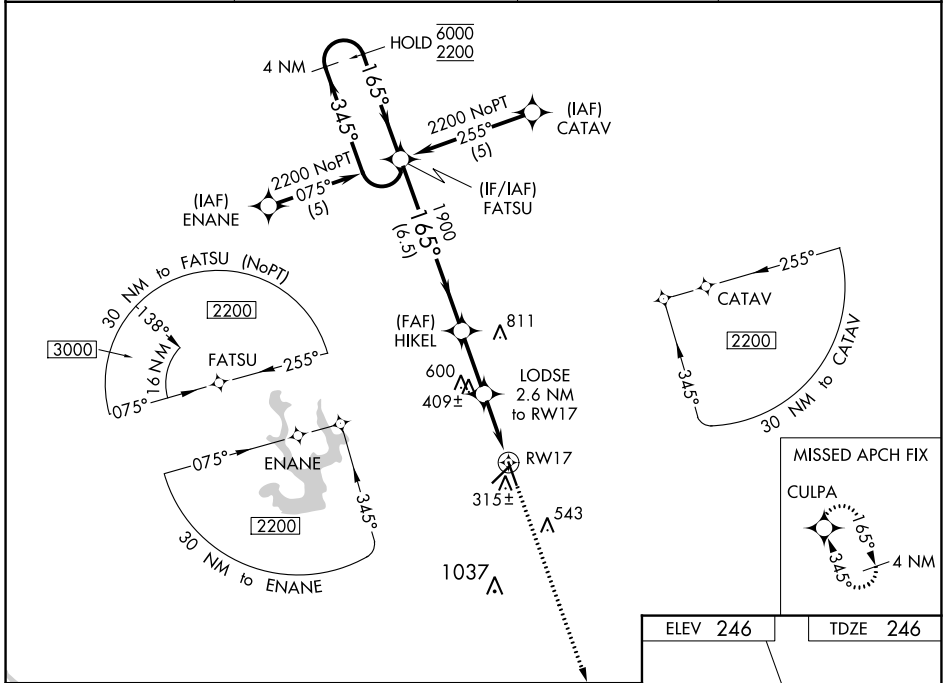 HOLD 6000
2200
4 NM
165°
345°
2200 NoPT
255°
(5)
(IAF)
CATAV
2200 NoPT
075°
(5)
(IAF)
ENANE
(IF/IAF)
FATSU
1900
165°
(6.5)
30 NM to FATSU (NoPT)
2200
138°
3000
16 NM
FATSU
255°
075°
(FAF)
HIKEL
811
600
409±
LODSE
2.6 NM
to RW17
RW17
315±
543
1037
255°
CATAV
2200
345°
30 NM to CATAV
075°
ENANE
345°
2200
30 NM to ENANE
MISSED APCH FIX
CULPA
165°
345°
4 NM
ELEV 246
TDZE 246